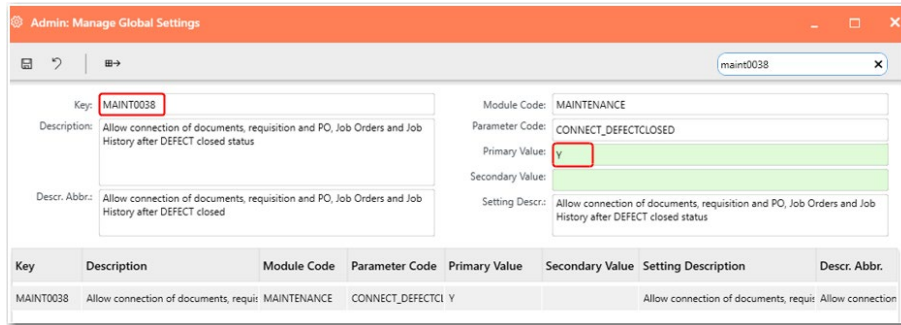 Admin: Manage Global Settings
maint0038
Key: MAINT0038
Module Code: MAINTENANCE
Description: Allow connection of documents, requisition and PO, Job Orders and Job
History after DEFECT closed status
Parameter Code: CONNECT_DEFECTCLOSED
Primary Value: Y
Secondary Value:
Descr. Abbr.: Allow connection of documents, requisition and PO, Job Orders and Job
History after DEFECT closed
Setting Descr.: Allow connection of documents, requisition and PO, Job Orders and Job
History after DEFECT closed status
Key Description Module Code Parameter Code Primary Value Secondary Value Setting Description Descr. Abbr.
MAINT0038 Allow connection of documents, requis MAINTENANCE CONNECT_DEFECTCL Y Allow connection of documents, requis Allow connection